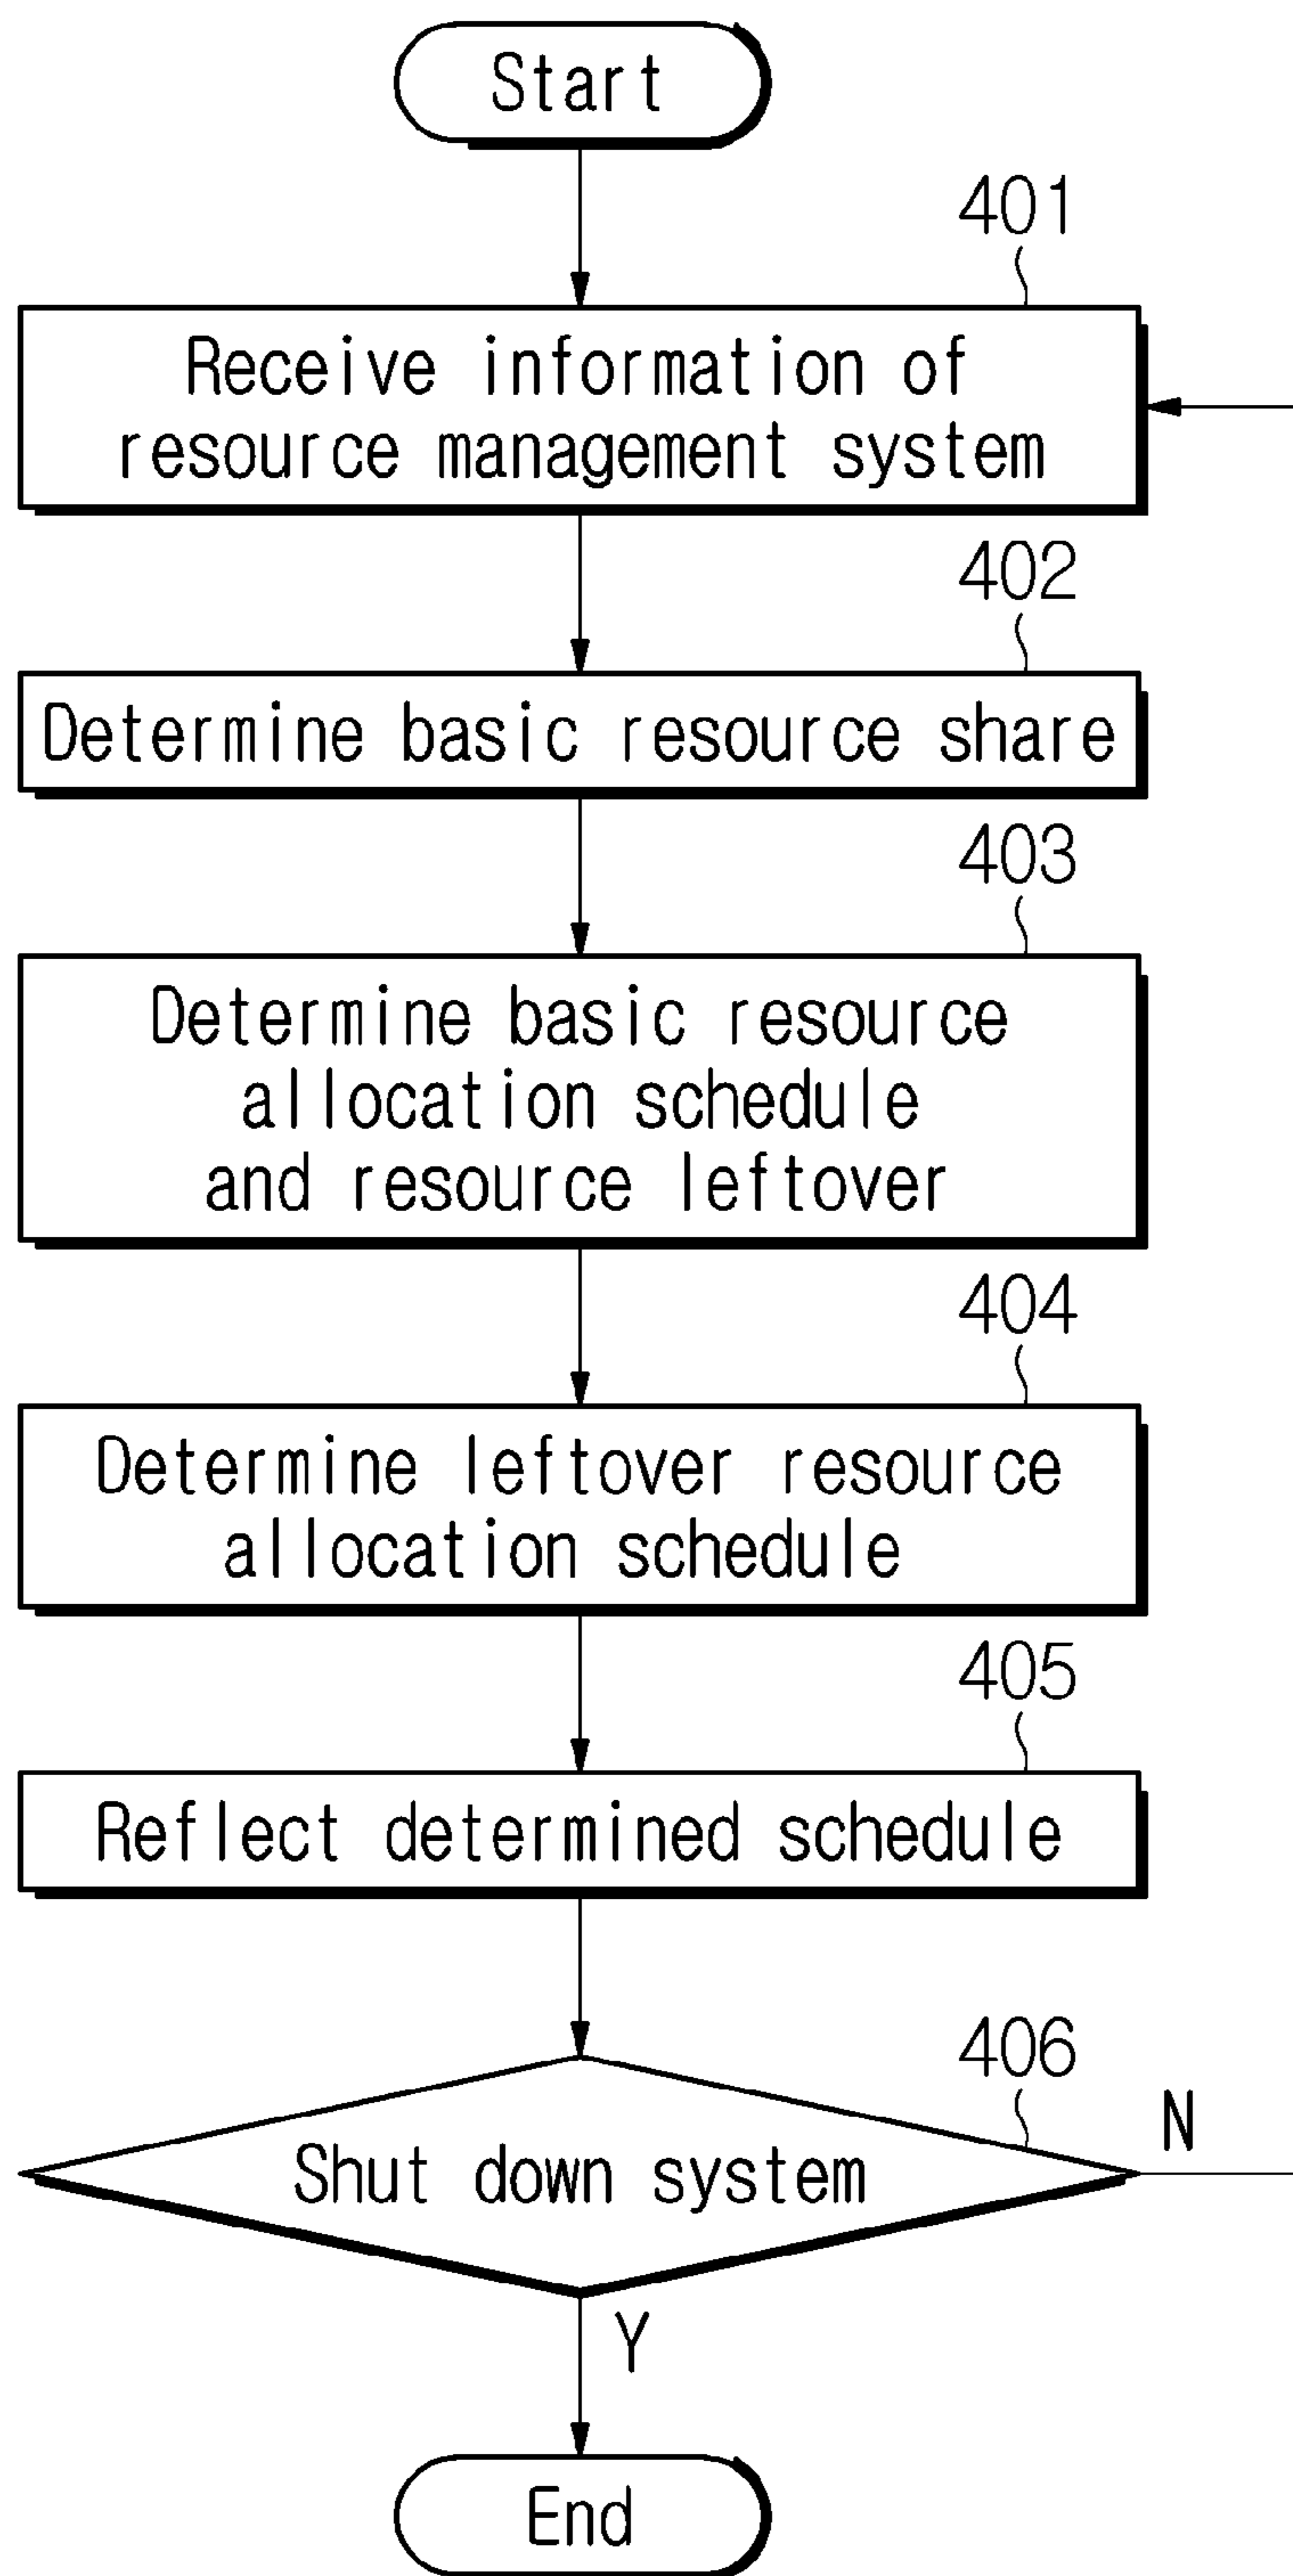 Start
401
Receive information of
resource management system
402
Determine basic resource share
403
Determine basic resource
allocation schedule
and resource leftover
404
Determine leftover resource
allocation schedule
405
Reflect determined schedule
406
Shut down system
N
Y
End